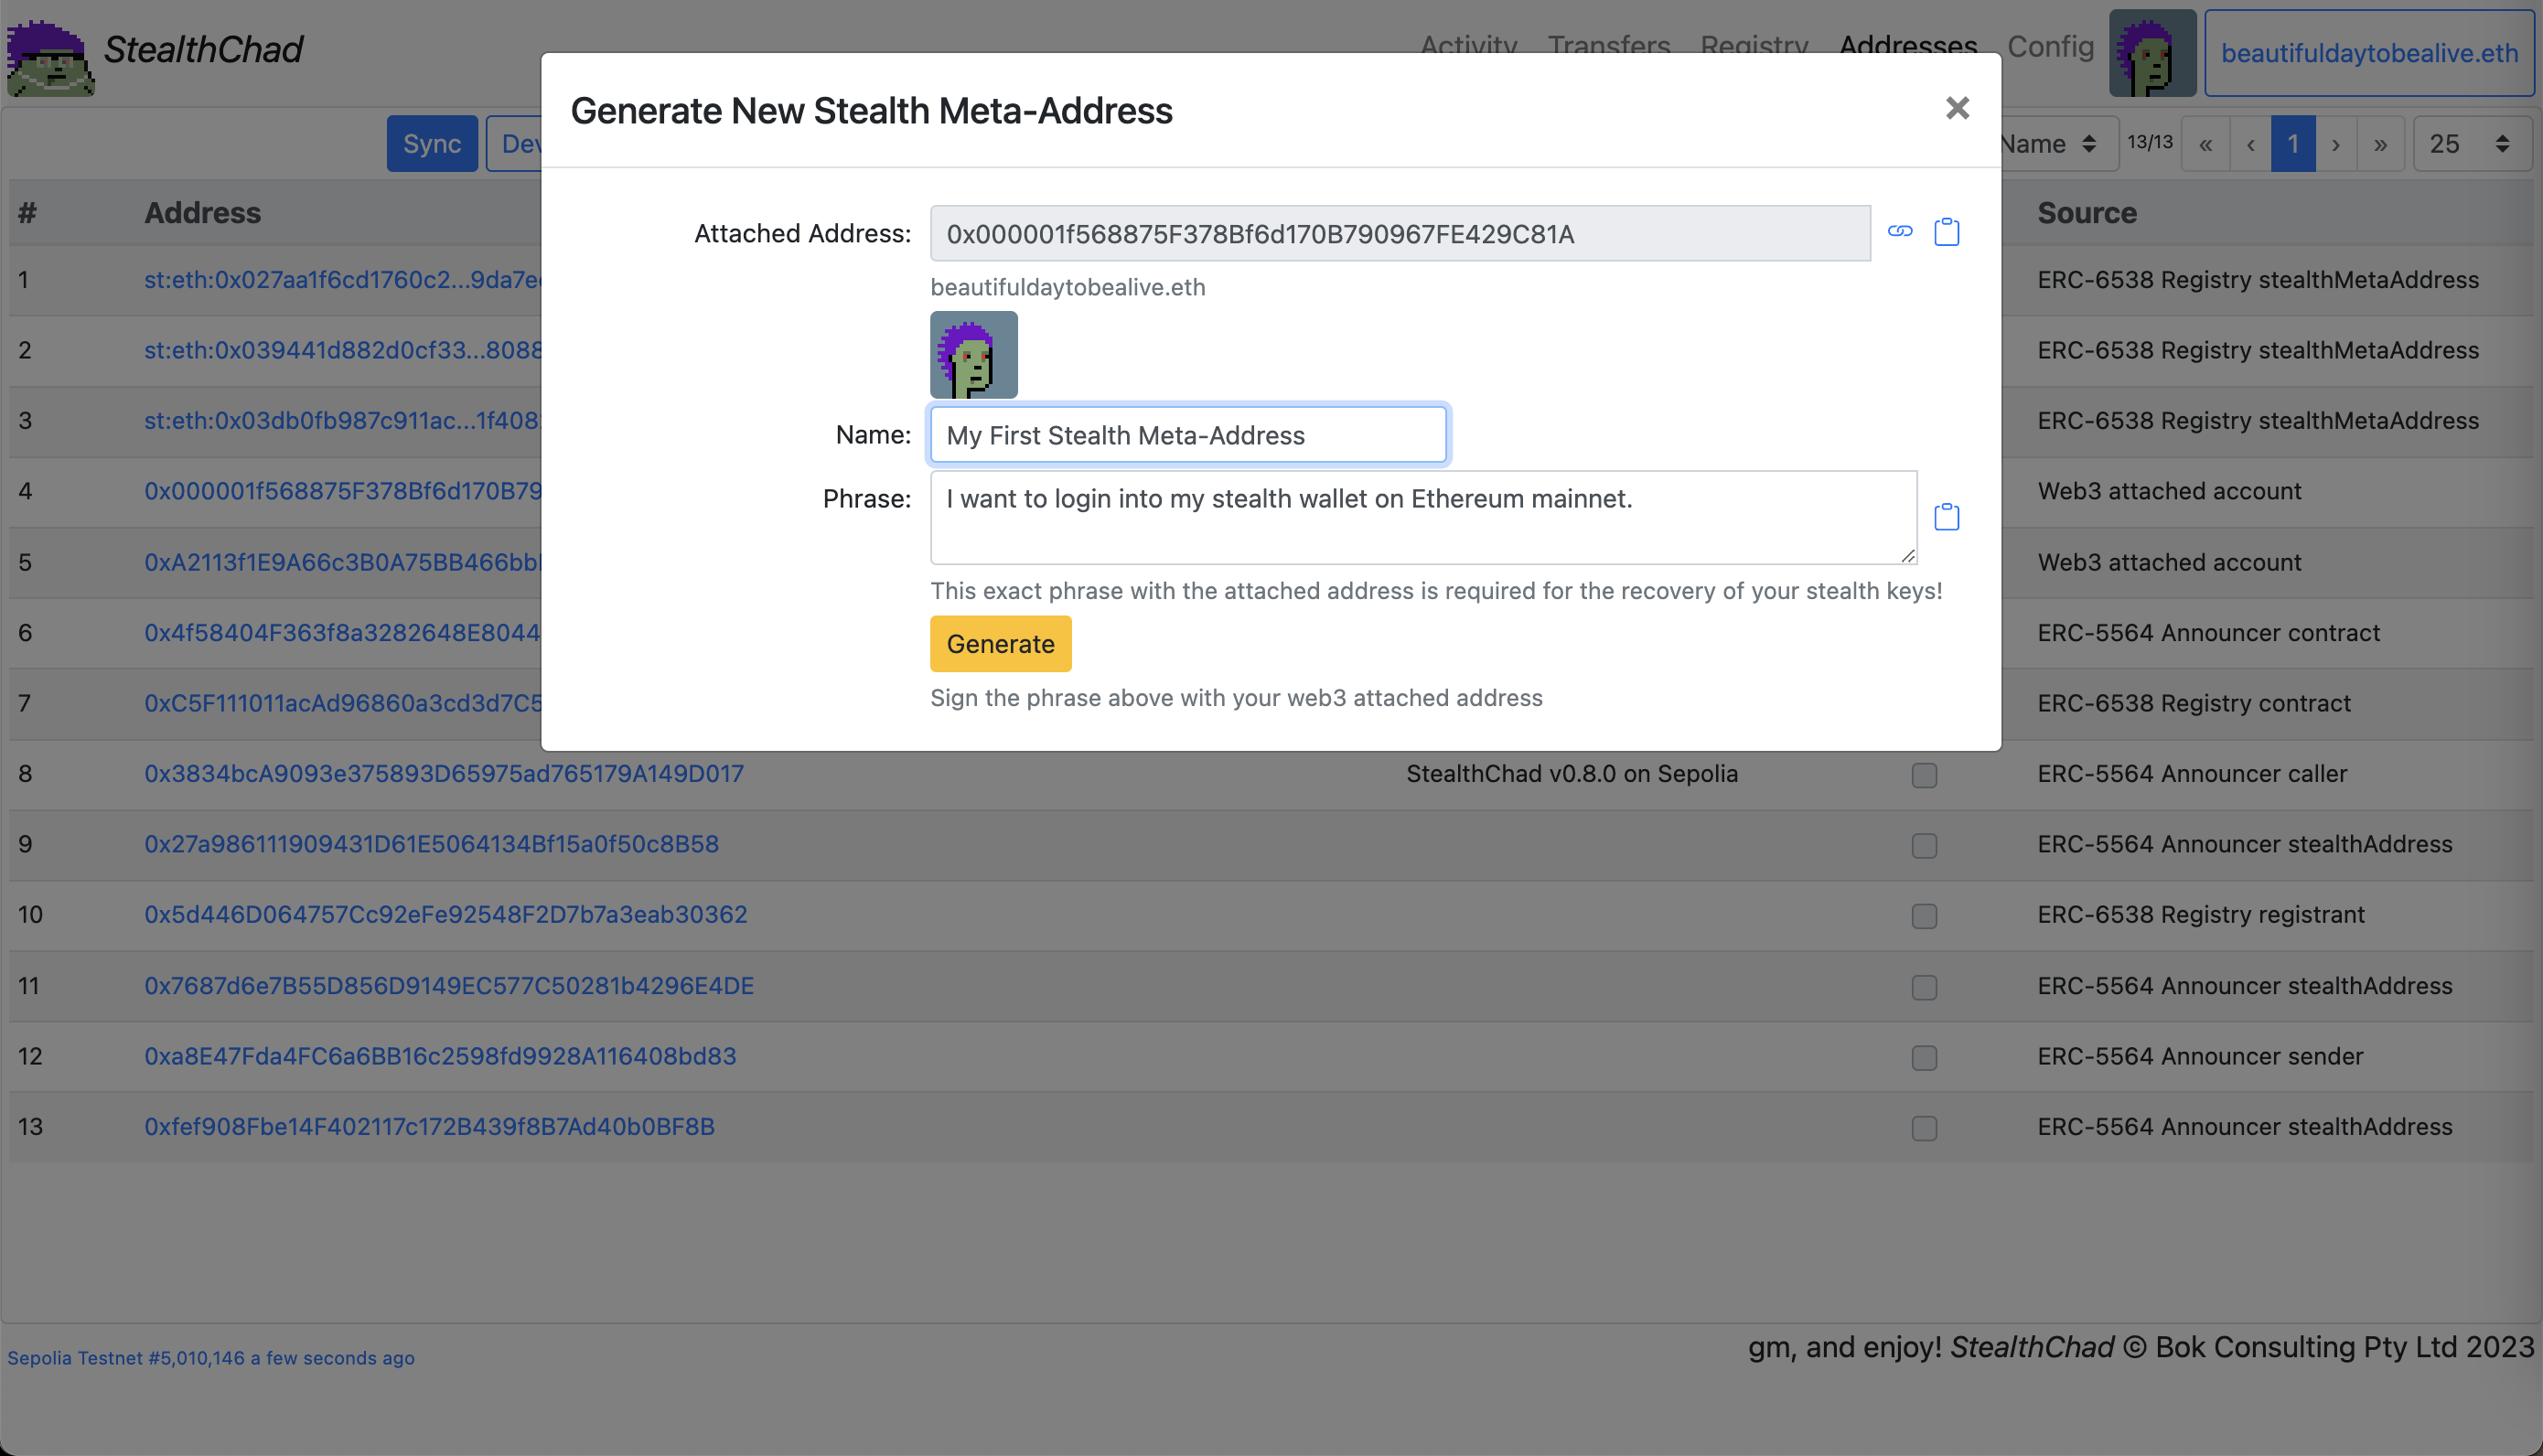 StealthChad
Activity Transfers Registry Addresses Config beautifuldaytobealive.eth
Generate New Stealth Meta-Address ×
Sync Dev Name 13/13 « ‹ 1 › » 25
# Address Source
Attached Address: 0x000001f568875F378Bf6d170B790967FE429C81A
beautifuldaytobealive.eth
Name: My First Stealth Meta-Address
Phrase: I want to login into my stealth wallet on Ethereum mainnet.
This exact phrase with the attached address is required for the recovery of your stealth keys!
Generate
Sign the phrase above with your web3 attached address
1 st:eth:0x027aa1f6cd1760c2...9da7e ERC-6538 Registry stealthMetaAddress
2 st:eth:0x039441d882d0cf33...8088 ERC-6538 Registry stealthMetaAddress
3 st:eth:0x03db0fb987c911ac...1f408 ERC-6538 Registry stealthMetaAddress
4 0x000001f568875F378Bf6d170B79 Web3 attached account
5 0xA2113f1E9A66c3B0A75BB466bb Web3 attached account
6 0x4f58404F363f8a3282648E8044 ERC-5564 Announcer contract
7 0xC5F111011acAd96860a3cd3d7C5 ERC-6538 Registry contract
8 0x3834bcA9093e375893D65975ad765179A149D017 StealthChad v0.8.0 on Sepolia ERC-5564 Announcer caller
9 0x27a986111909431D61E5064134Bf15a0f50c8B58 ERC-5564 Announcer stealthAddress
10 0x5d446D064757Cc92eFe92548F2D7b7a3eab30362 ERC-6538 Registry registrant
11 0x7687d6e7B55D856D9149EC577C50281b4296E4DE ERC-5564 Announcer stealthAddress
12 0xa8E47Fda4FC6a6BB16c2598fd9928A116408bd83 ERC-5564 Announcer sender
13 0xfef908Fbe14F402117c172B439f8B7Ad40b0BF8B ERC-5564 Announcer stealthAddress
Sepolia Testnet #5,010,146 a few seconds ago
gm, and enjoy! StealthChad © Bok Consulting Pty Ltd 2023